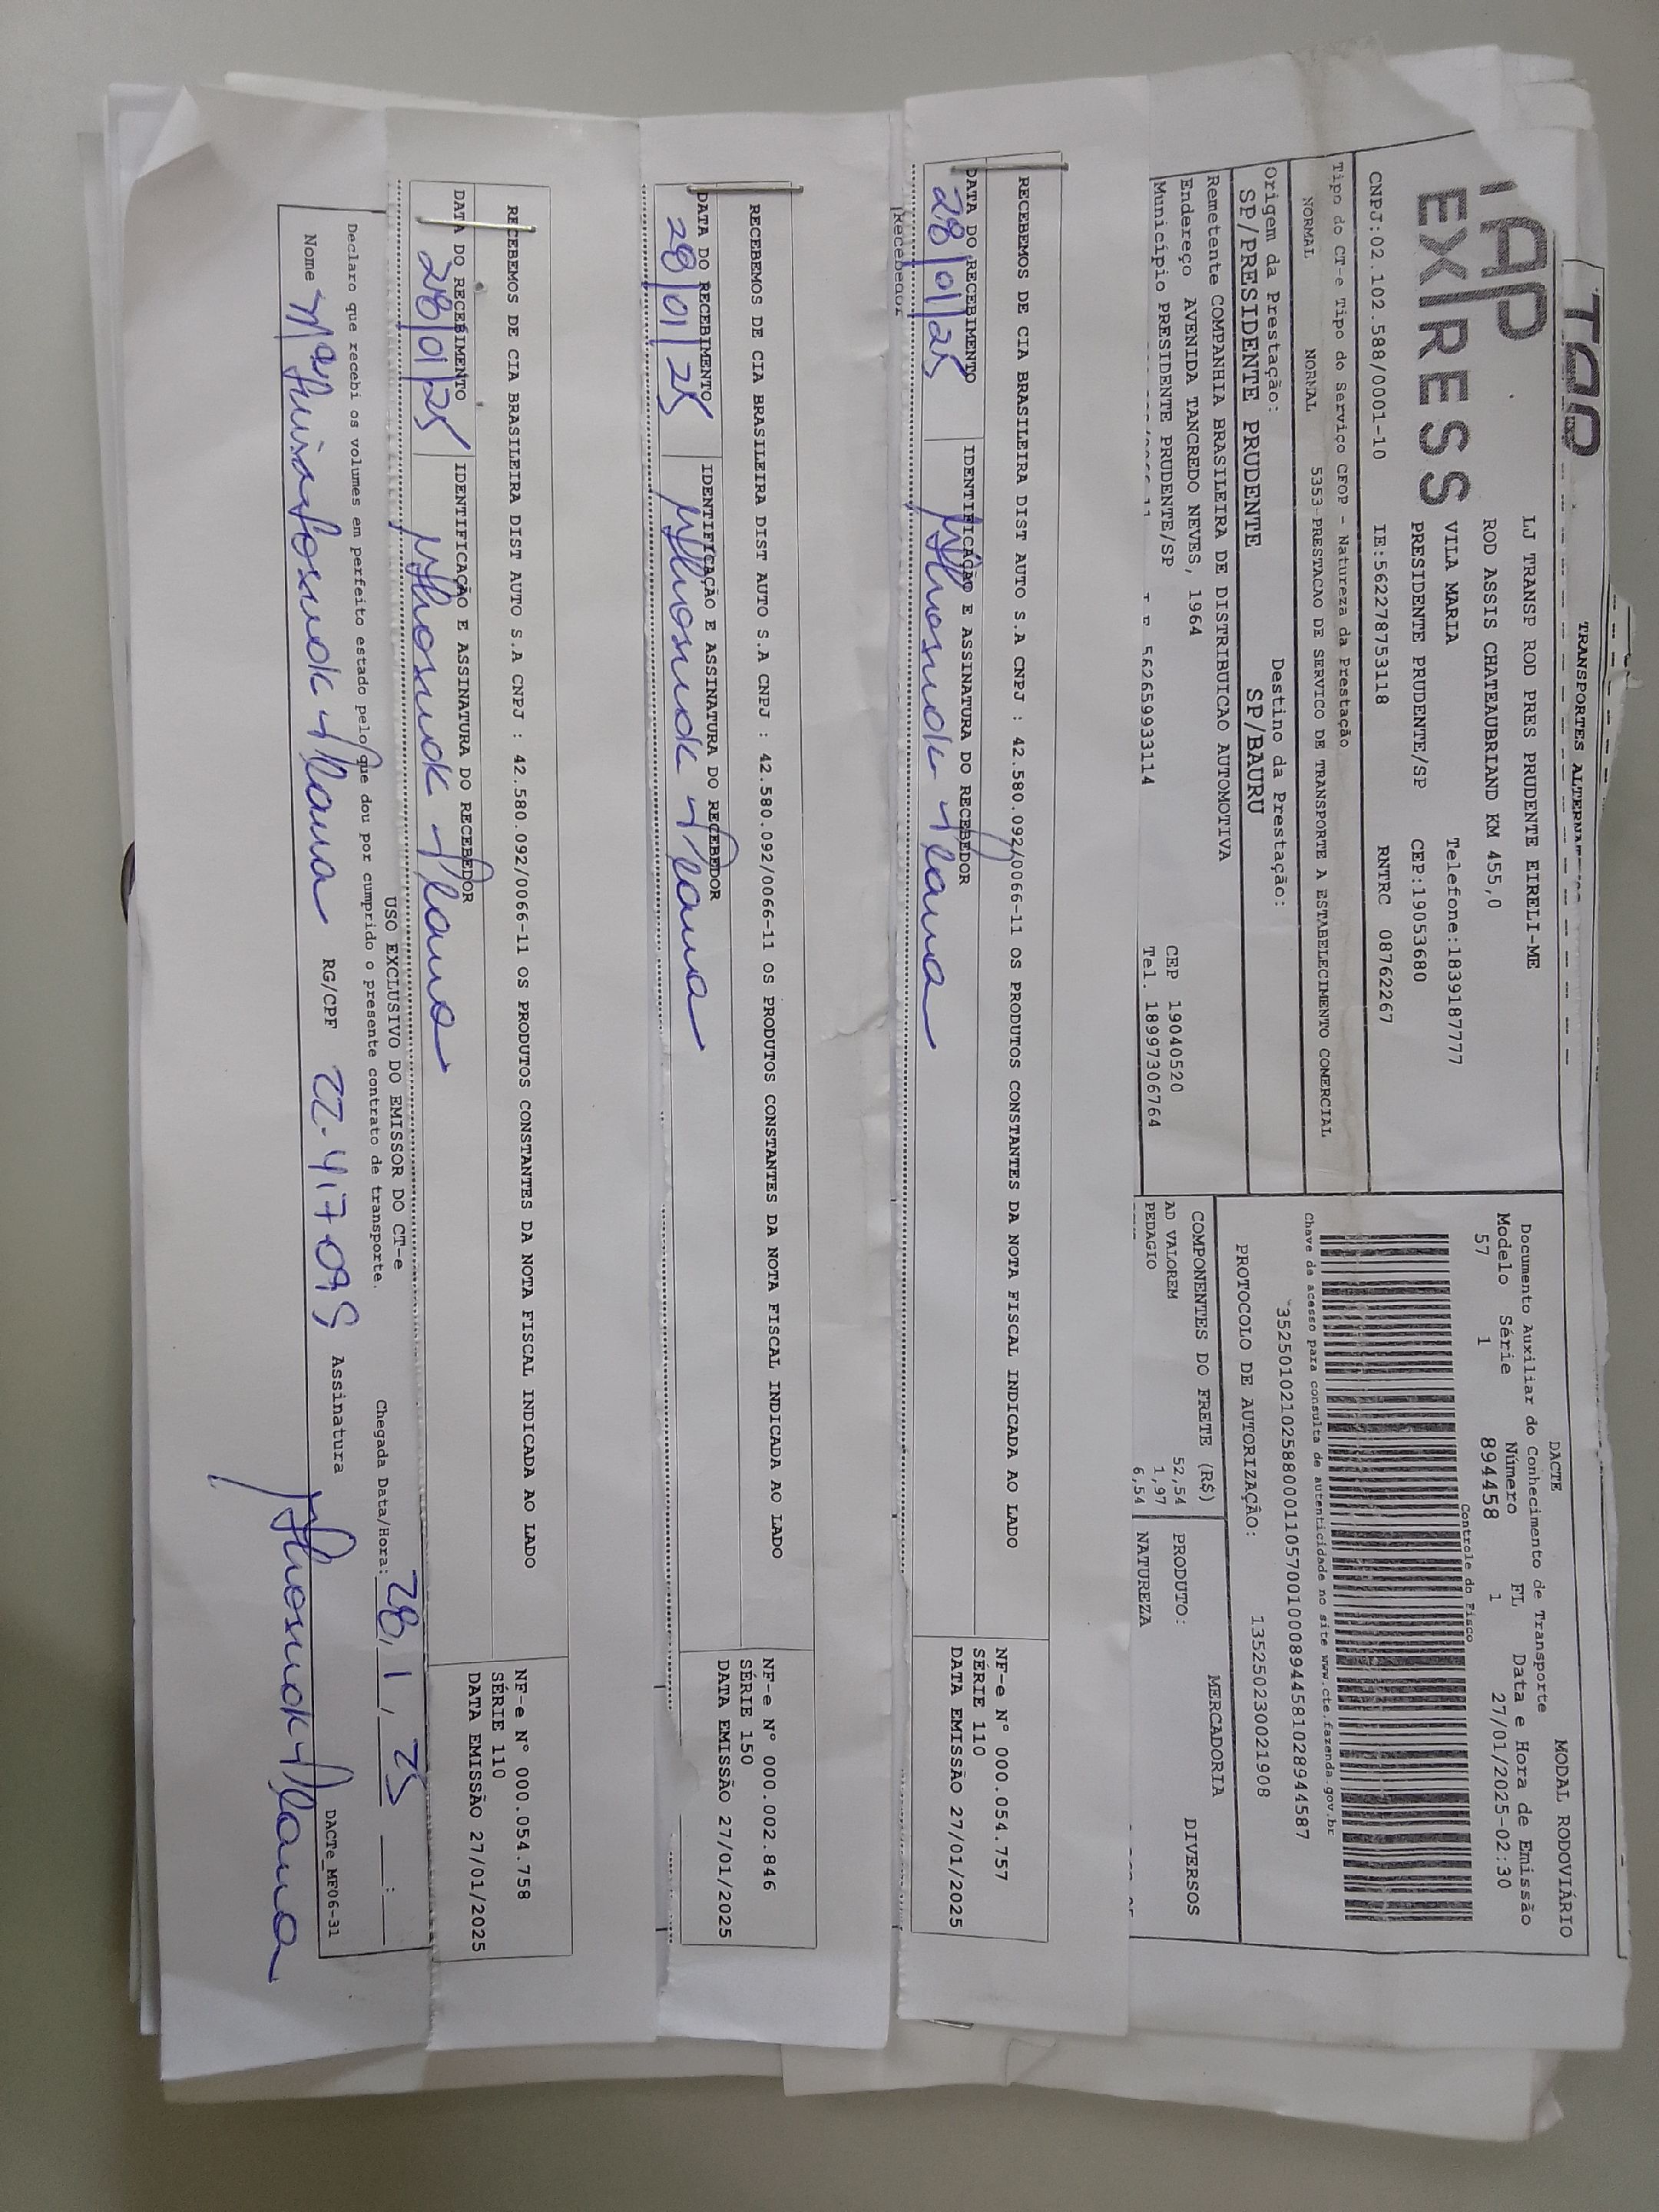 TRANSPORTES
TAP
EXPRESS
LJ TRANSP ROD PRES PRUDENTE EIRELI-ME
ROD ASSIS CHATEAUBRIAND KM 455,0
VILA MARIA Telefone:1839187777
PRESIDENTE PRUDENTE/SP CEP:19053680
CNPJ:02.102.588/0001-10 IE:562278753118 RNTRC 08762267
Tipo do CT-e Tipo do Serviço CFOP - Natureza da Prestação
NORMAL NORMAL 5353-PRESTACAO DE SERVICO DE TRANSPORTE A ESTABELECIMENTO COMERCIAL
Origem da Prestação: Destino da Prestação:
SP/PRESIDENTE PRUDENTE SP/BAURU
Remetente COMPANHIA BRASILEIRA DE DISTRIBUICAO AUTOMOTIVA
Endereço AVENIDA TANCREDO NEVES, 1964
Município PRESIDENTE PRUDENTE/SP CEP 19040520
562659933114 Tel. 18997306764
DACTE MODAL RODOVIÁRIO
Documento Auxiliar do Conhecimento de Transporte
Modelo Série Número FL Data e Hora de Emissão
57 1 894458 1 27/01/2025-02:30
Controle do Fisco
Chave de acesso para consulta de autenticidade no site www.cte.fazenda.gov.br
35250102102588000110570010008944581028944587
PROTOCOLO DE AUTORIZAÇÃO: 135250230021908
COMPONENTES DO FRETE (R$) MERCADORIA
52,54 PRODUTO: DIVERSOS
AD VALOREM 1,97
PEDAGIO 6,54 NATUREZA
RECEBEMOS DE CIA BRASILEIRA DIST AUTO S.A CNPJ : 42.580.092/0066-11 OS PRODUTOS CONSTANTES DA NOTA FISCAL INDICADA AO LADO
NF-e N° 000.054.757
SÉRIE 110
DATA EMISSÃO 27/01/2025
DATA DO RECEBIMENTO IDENTIFICAÇÃO E ASSINATURA DO RECEBEDOR
28/01/25
Recebedor
RECEBEMOS DE CIA BRASILEIRA DIST AUTO S.A CNPJ : 42.580.092/0066-11 OS PRODUTOS CONSTANTES DA NOTA FISCAL INDICADA AO LADO
NF-e N° 000.002.846
SÉRIE 150
DATA EMISSÃO 27/01/2025
DATA DO RECEBIMENTO IDENTIFICAÇÃO E ASSINATURA DO RECEBEDOR
28/01/25
RECEBEMOS DE CIA BRASILEIRA DIST AUTO S.A CNPJ : 42.580.092/0066-11 OS PRODUTOS CONSTANTES DA NOTA FISCAL INDICADA AO LADO
NF-e N° 000.054.758
SÉRIE 110
DATA EMISSÃO 27/01/2025
DATA DO RECEBIMENTO IDENTIFICAÇÃO E ASSINATURA DO RECEBEDOR
28/01/25
USO EXCLUSIVO DO EMISSOR DO CT-e
Declaro que recebi os volumes em perfeito estado pelo que dou por cumprido o presente contrato de transporte.
Chegada Data/Hora: 28, 1, 25 :
Nome RG/CPF 22.417095 Assinatura
DACTe_MF06-31